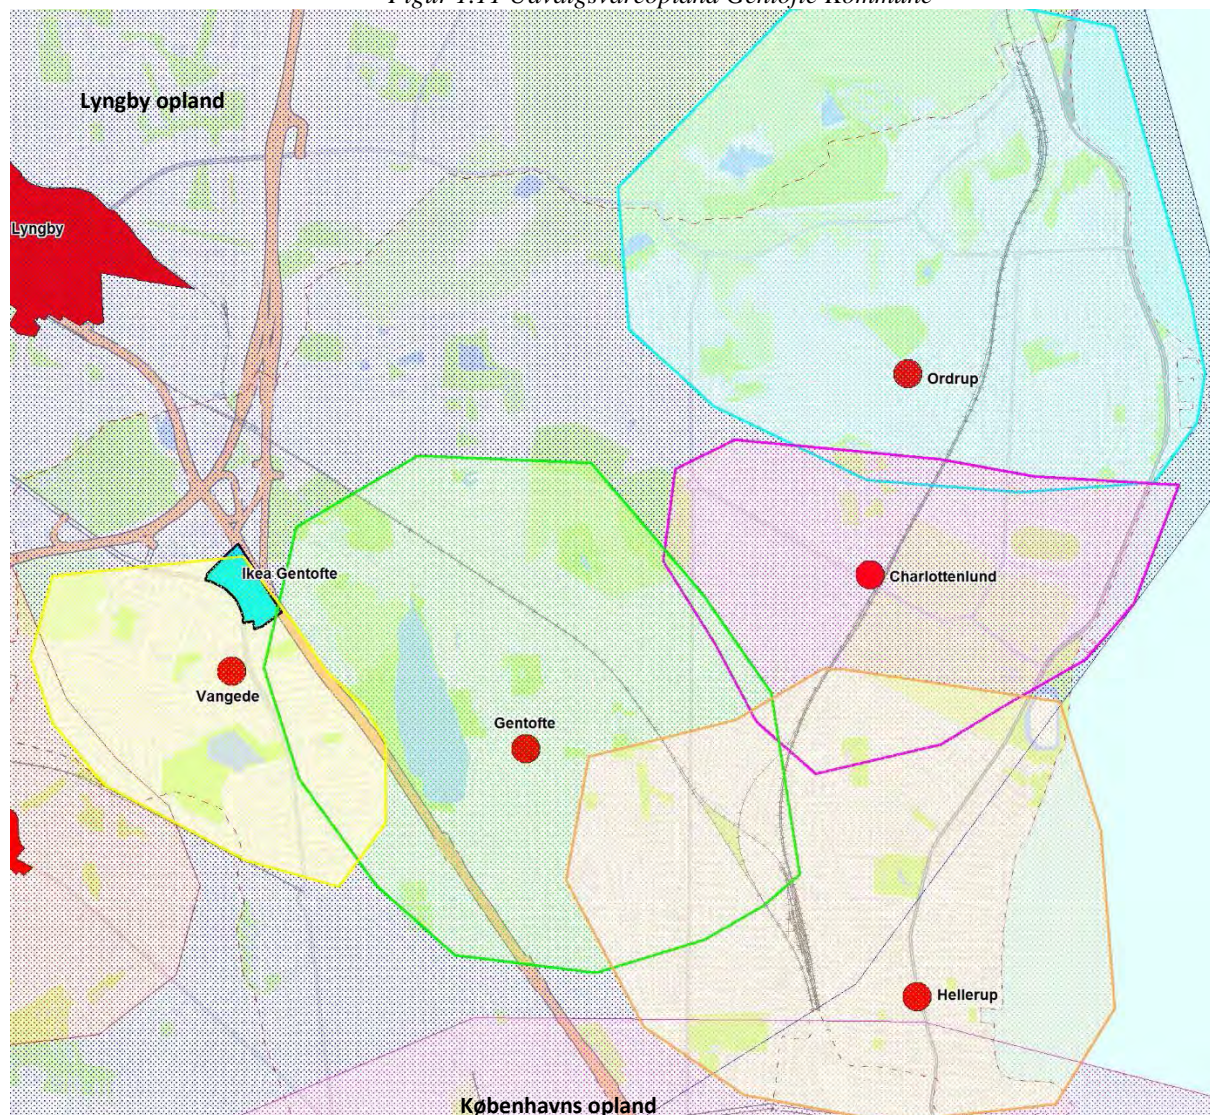 Figur 1.11 Udvalgsvareopland Gentofte Kommune
Lyngby opland
Lyngby
Ordrup
Ikea Gentofte
Charlottenlund
Vangede
Gentofte
Hellerup
Københavns opland